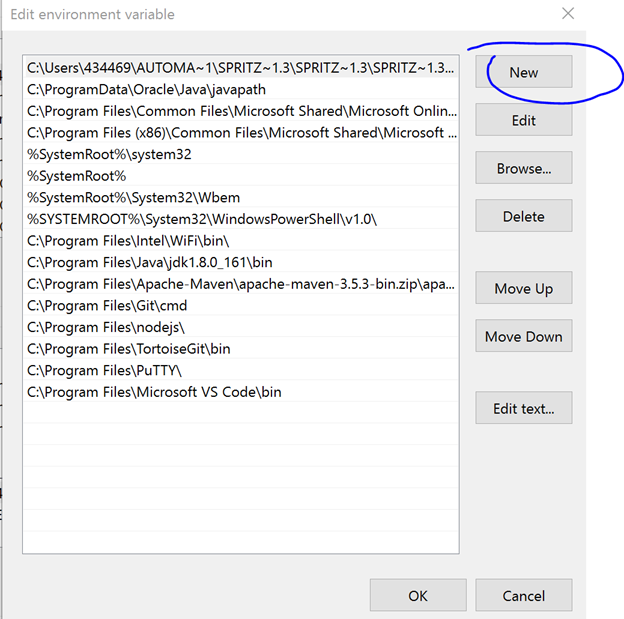 Edit environment variable
C:\Users\434469\AUTOMA~1\SPRITZ~1.3\SPRITZ~1.3\SPRITZ~1.3...
New
C:\ProgramData\Oracle\Java\javapath
C:\Program Files\Common Files\Microsoft Shared\Microsoft Onlin...
Edit
C:\Program Files (x86)\Common Files\Microsoft Shared\Microsoft ...
%SystemRoot%\system32
Browse...
%SystemRoot%
%SystemRoot%\System32\Wbem
Delete
%SYSTEMROOT%\System32\WindowsPowerShell\v1.0\
C:\Program Files\Intel\WiFi\bin\
C:\Program Files\Java\jdk1.8.0_161\bin
C:\Program Files\Apache-Maven\apache-maven-3.5.3-bin.zip\apa...
Move Up
C:\Program Files\Git\cmd
C:\Program Files\nodejs\
Move Down
C:\Program Files\TortoiseGit\bin
C:\Program Files\PuTTY\
C:\Program Files\Microsoft VS Code\bin
Edit text...
OK
Cancel